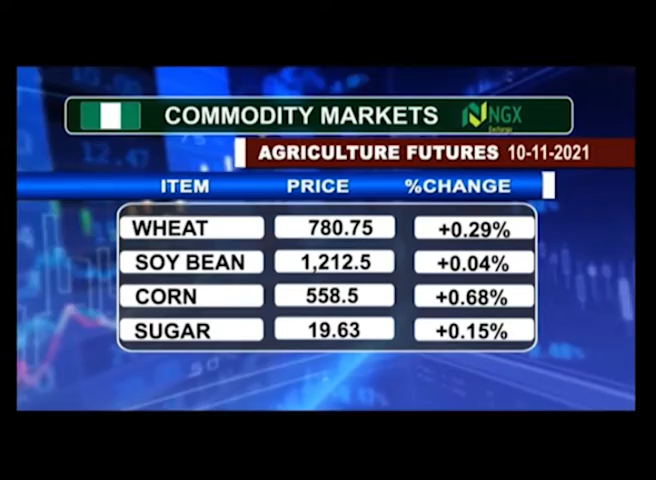 COMMODITY MARKETS NGX
Exchange
AGRICULTURE FUTURES 10-11-2021
ITEM PRICE %CHANGE
WHEAT 780.75 +0.29%
SOY BEAN 1,212.5 +0.04%
CORN 558.5 +0.68%
SUGAR 19.63 +0.15%